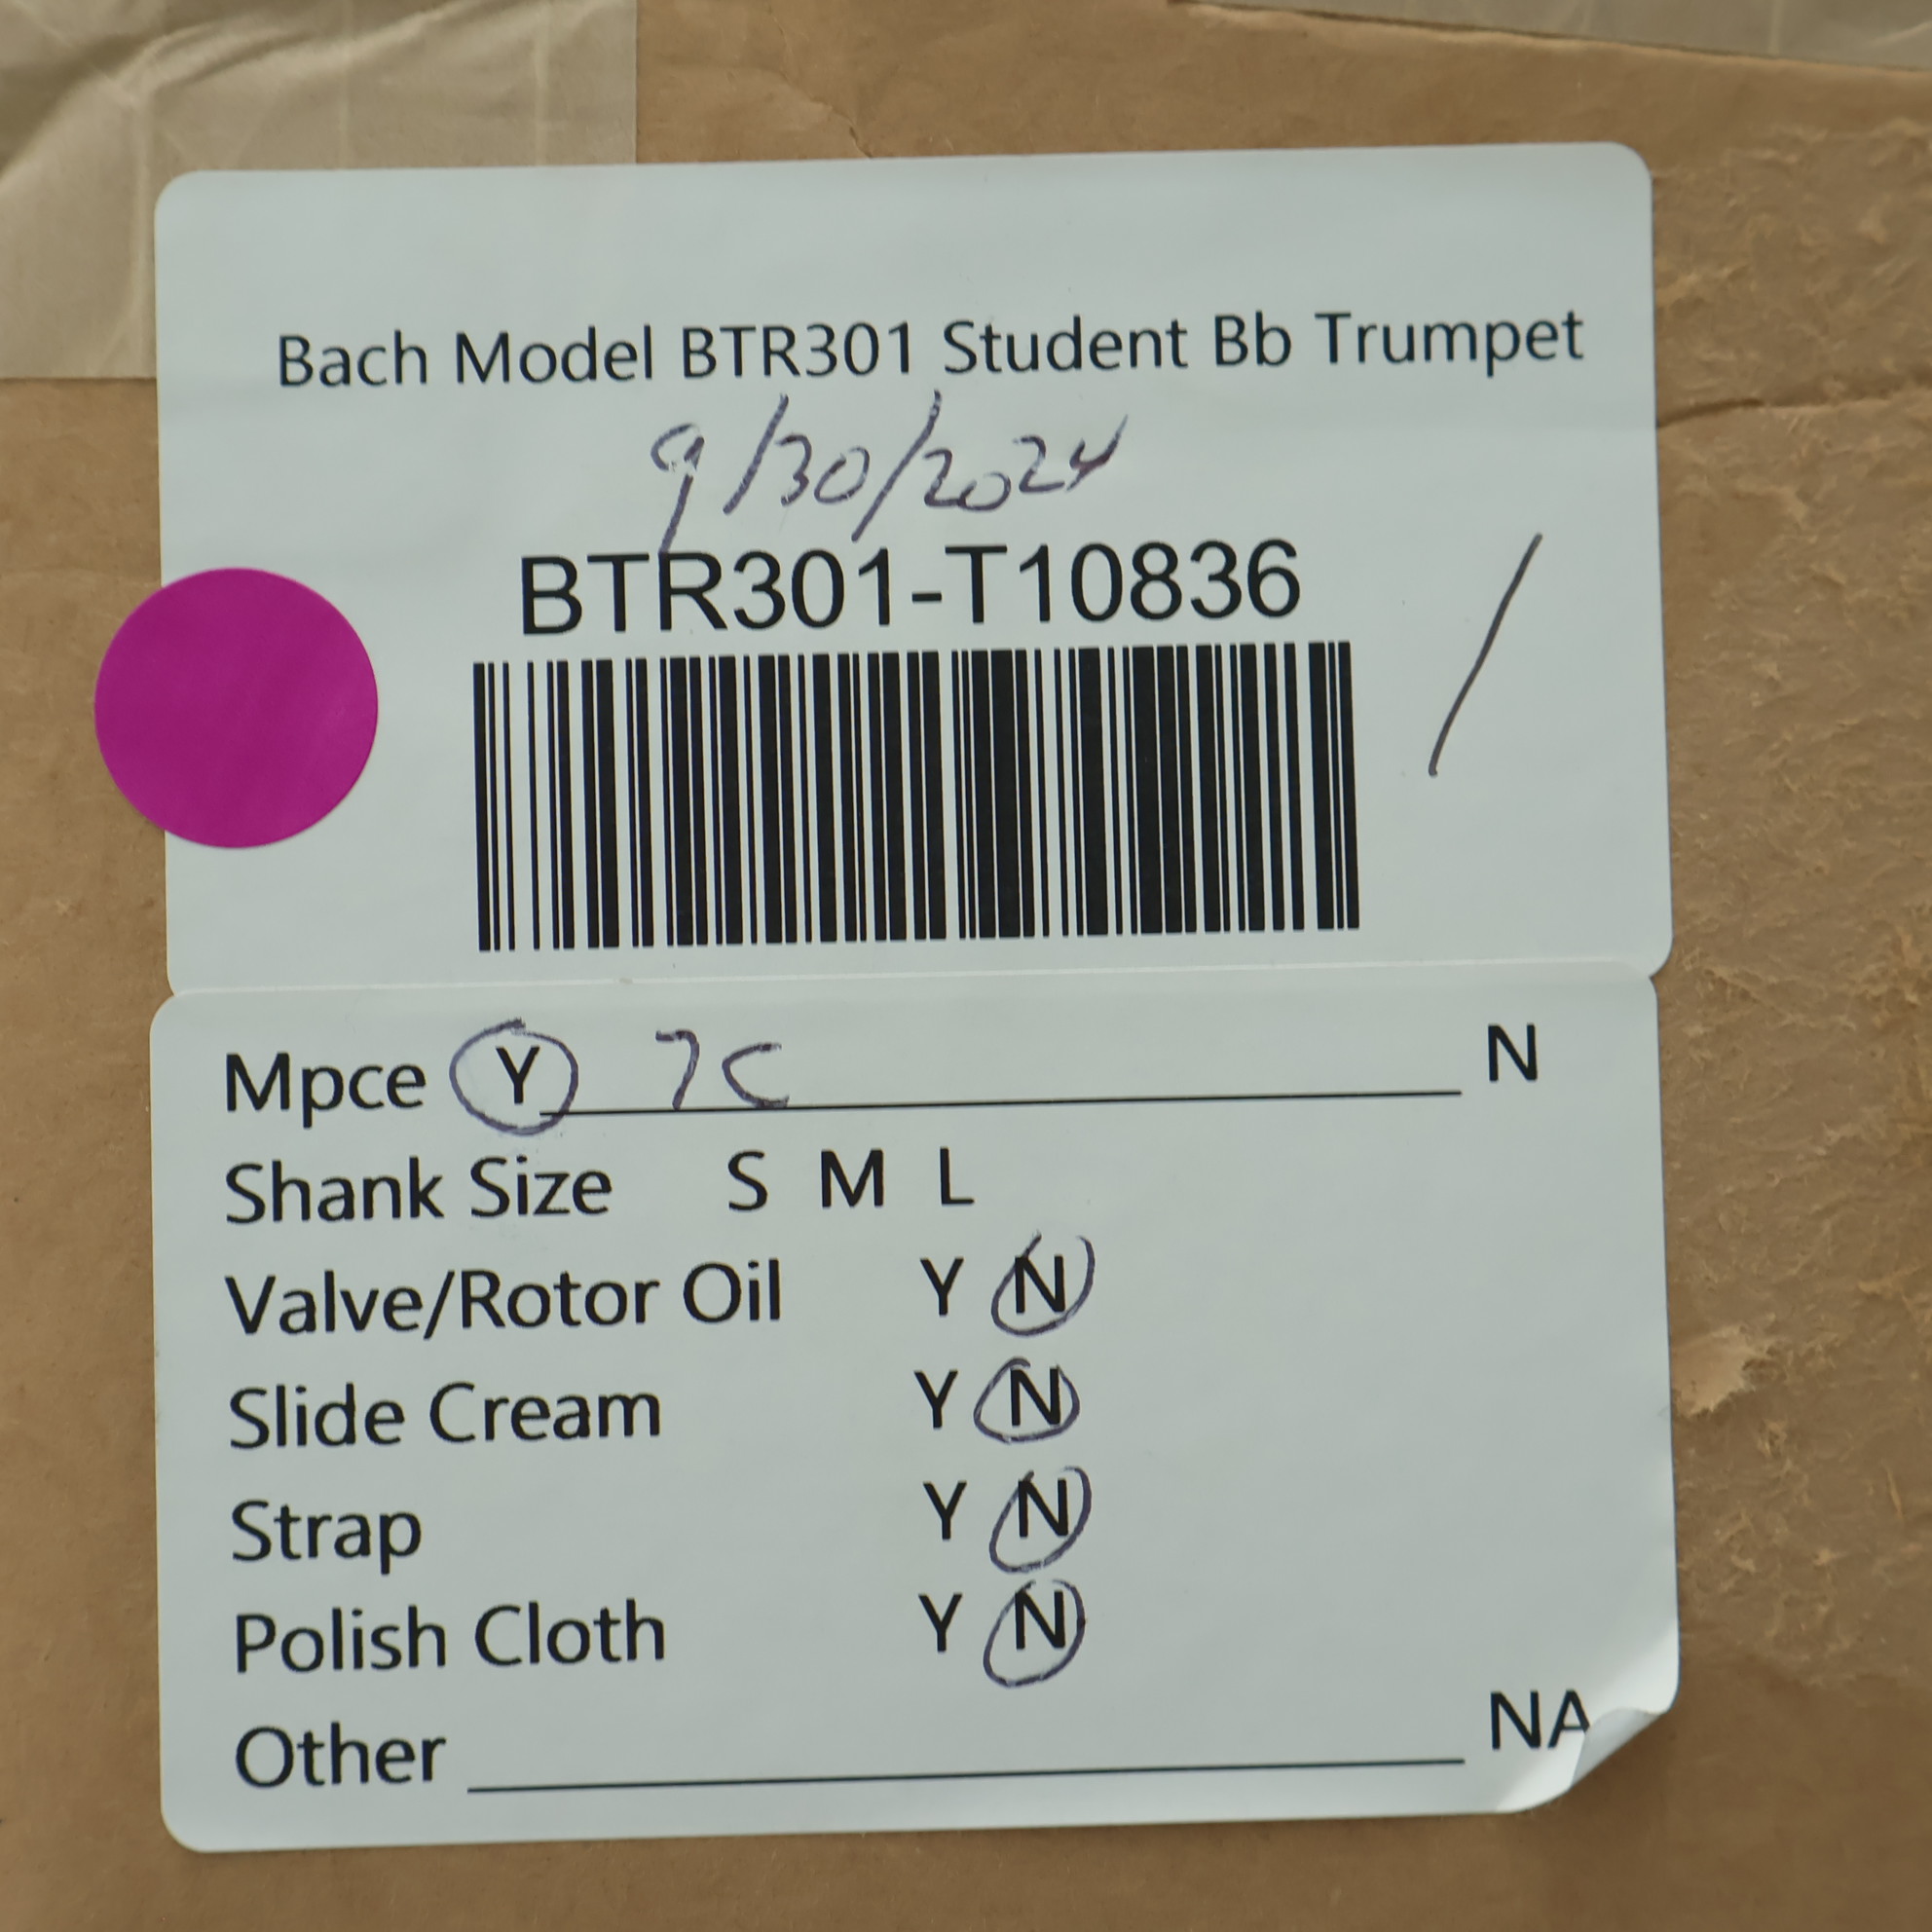 Bach Model BTR301 Student Bb Trumpet
9/30/2024
BTR301-T10836
/
Mpce Y 7C N
Shank Size S M L
Valve/Rotor Oil Y N
Slide Cream Y N
Strap Y N
Polish Cloth Y N
Other NA